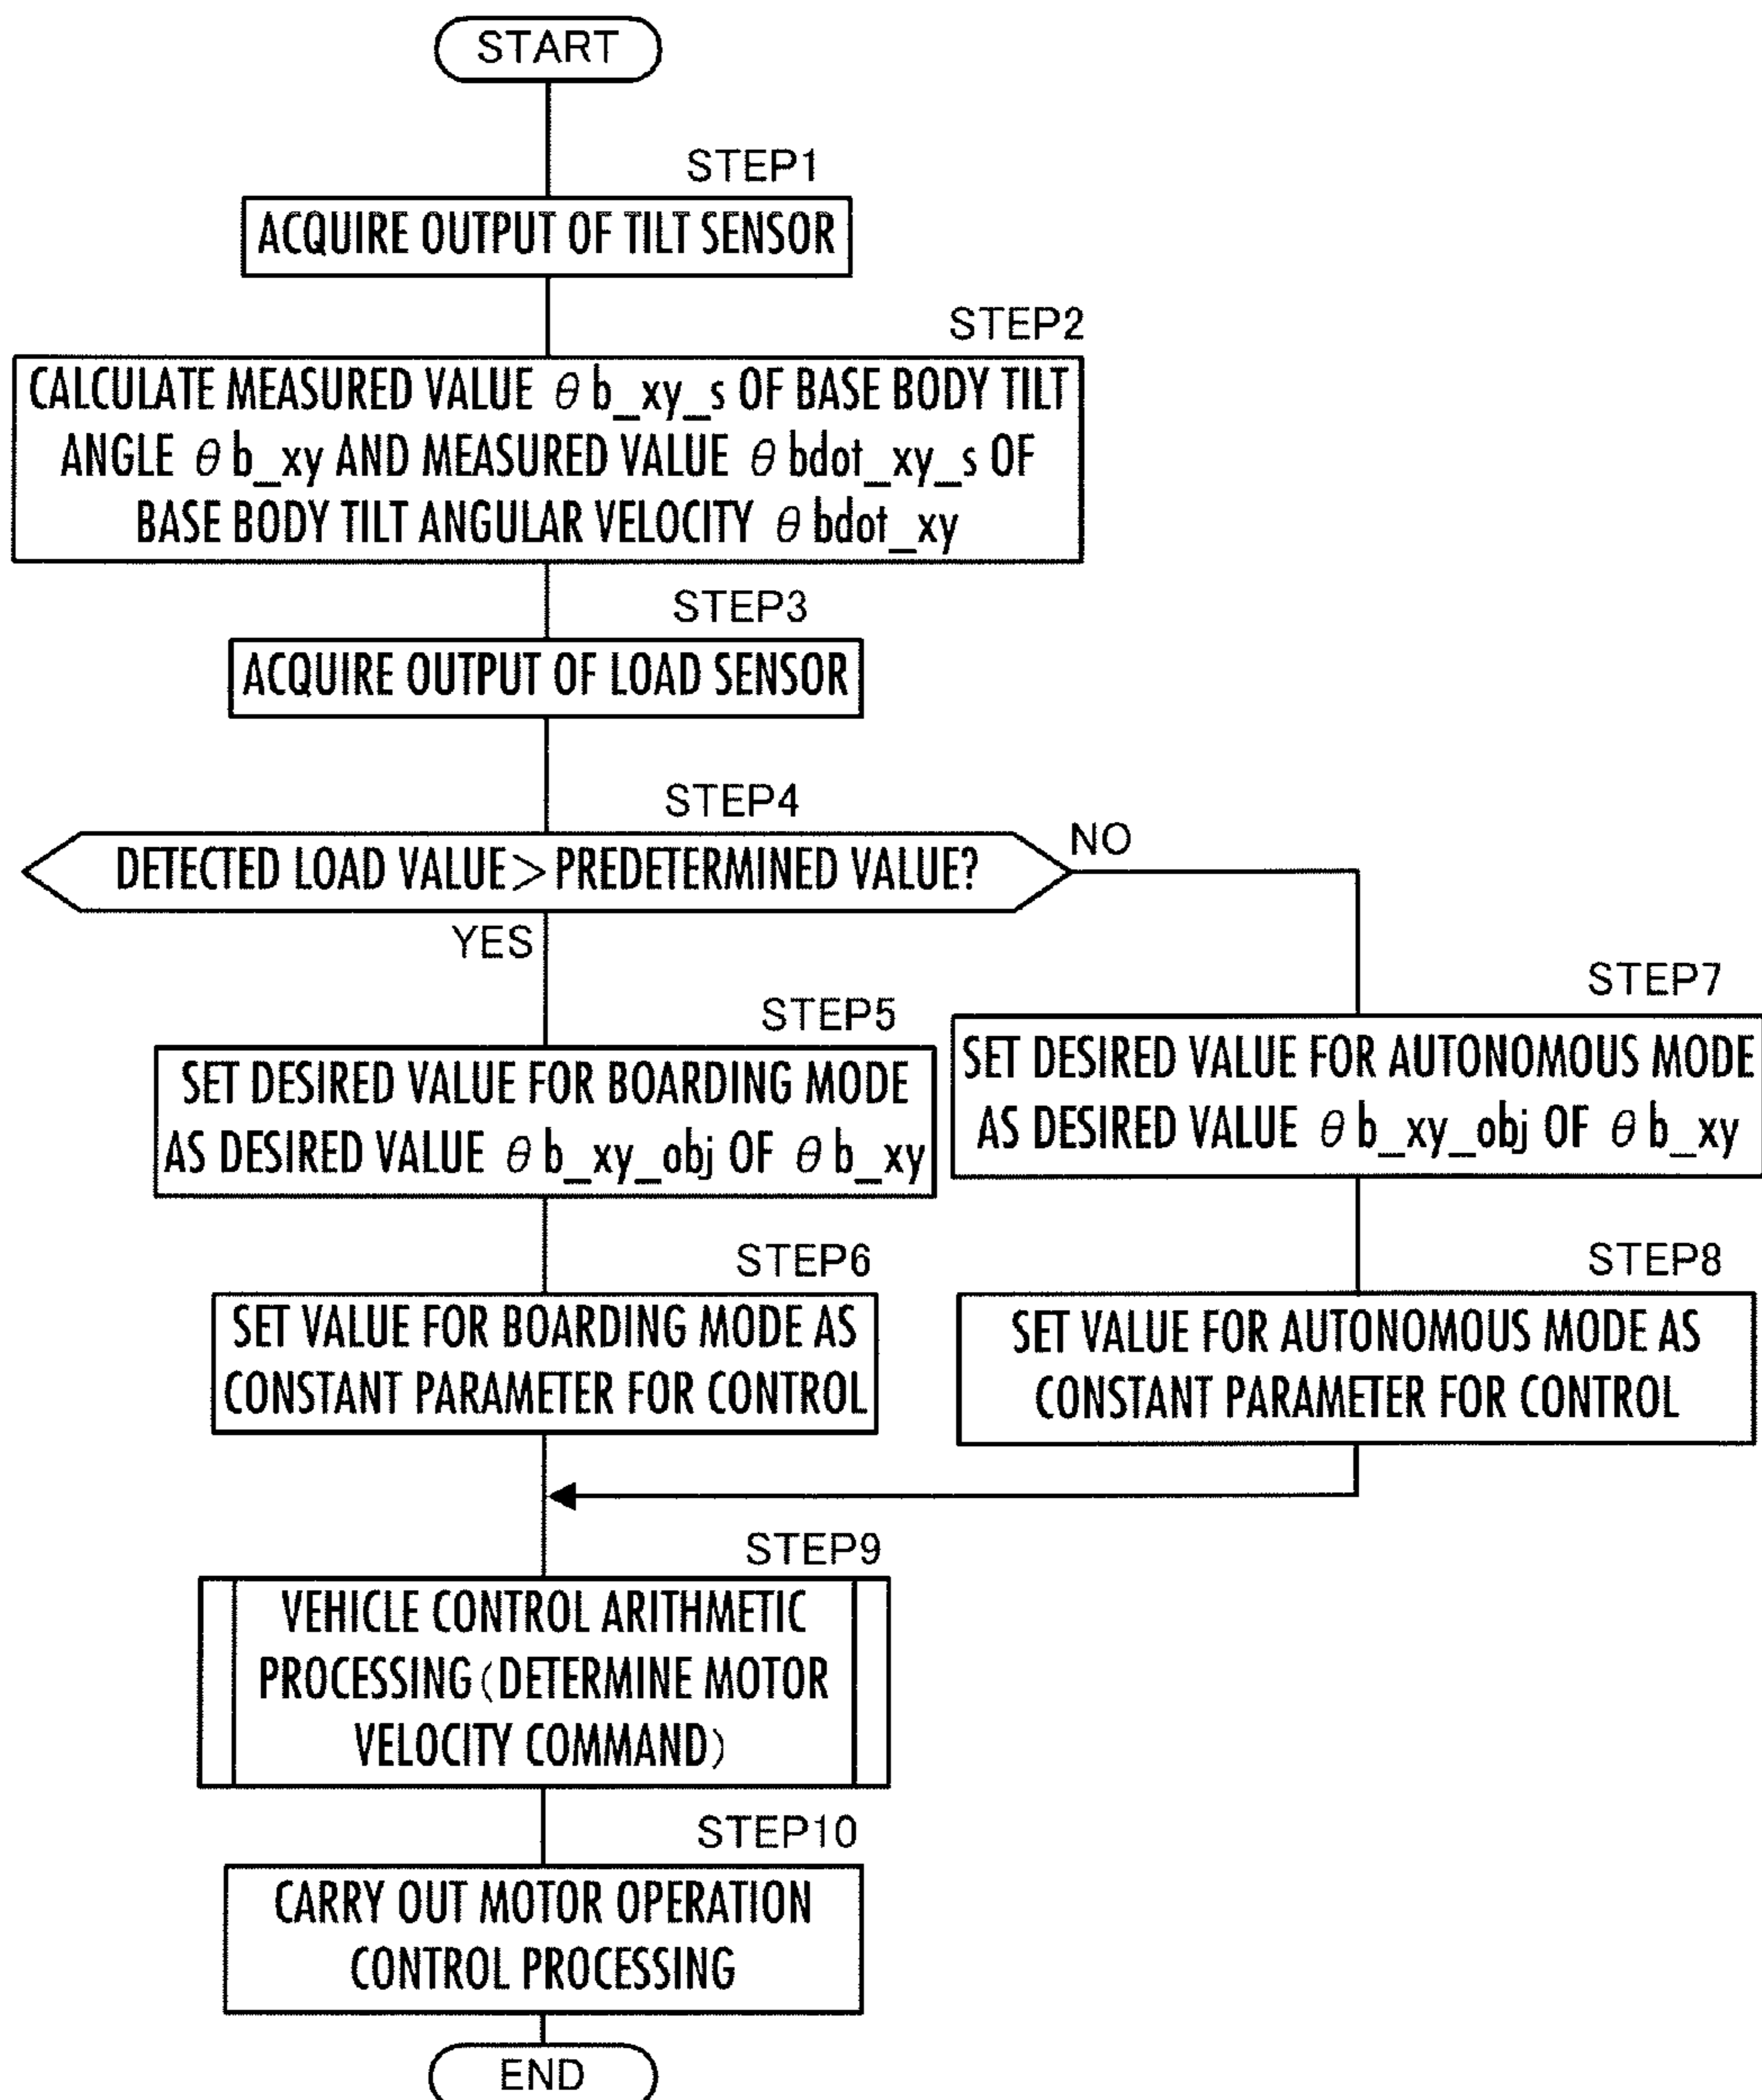 START
STEP1
ACQUIRE OUTPUT OF TILT SENSOR
STEP2
CALCULATE MEASURED VALUE θb_xy_s OF BASE BODY TILT
ANGLE θb_xy AND MEASURED VALUE θbdot_xy_s OF
BASE BODY TILT ANGULAR VELOCITY θbdot_xy
STEP3
ACQUIRE OUTPUT OF LOAD SENSOR
STEP4
DETECTED LOAD VALUE>PREDETERMINED VALUE?
NO
YES
STEP5
SET DESIRED VALUE FOR BOARDING MODE
AS DESIRED VALUE θb_xy_obj OF θb_xy
STEP7
SET DESIRED VALUE FOR AUTONOMOUS MODE
AS DESIRED VALUE θb_xy_obj OF θb_xy
STEP6
SET VALUE FOR BOARDING MODE AS
CONSTANT PARAMETER FOR CONTROL
STEP8
SET VALUE FOR AUTONOMOUS MODE AS
CONSTANT PARAMETER FOR CONTROL
STEP9
VEHICLE CONTROL ARITHMETIC
PROCESSING(DETERMINE MOTOR
VELOCITY COMMAND)
STEP10
CARRY OUT MOTOR OPERATION
CONTROL PROCESSING
END